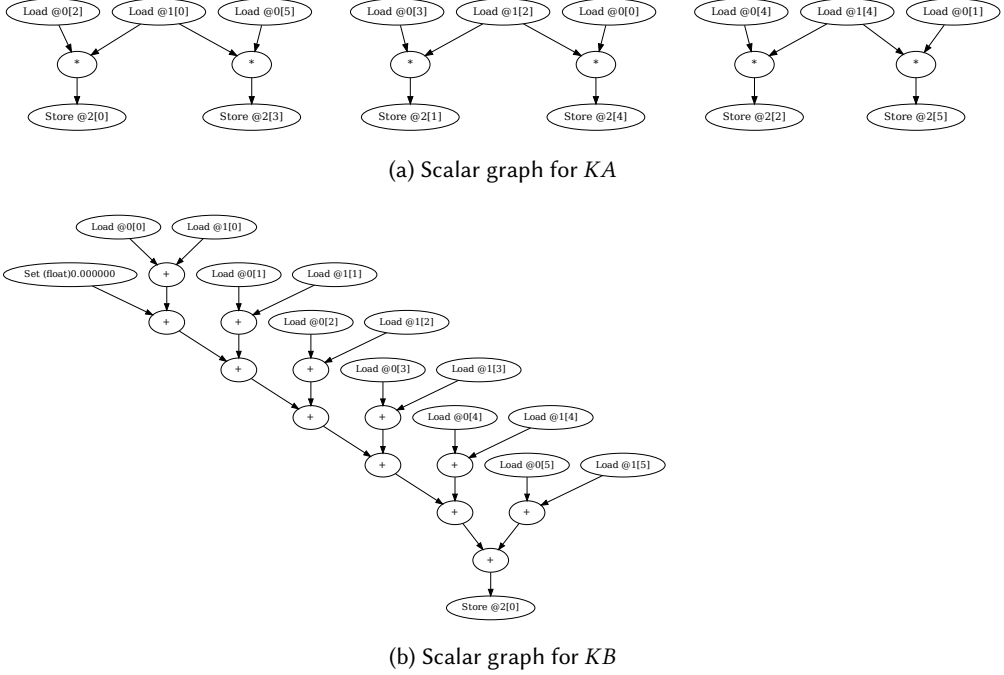 Load @0[2] Load @1[0] Load @0[5] Load @0[3] Load @1[2] Load @0[0] Load @0[4] Load @1[4] Load @0[1]
* * * * * *
Store @2[0] Store @2[3] Store @2[1] Store @2[4] Store @2[2] Store @2[5]
(a) Scalar graph for KA
Load @0[0] Load @1[0]
Set (float)0.000000 + Load @0[1] Load @1[1]
+ + Load @0[2] Load @1[2]
+ + Load @0[3] Load @1[3]
+ + Load @0[4] Load @1[4]
+ + Load @0[5] Load @1[5]
+ +
+
Store @2[0]
(b) Scalar graph for KB